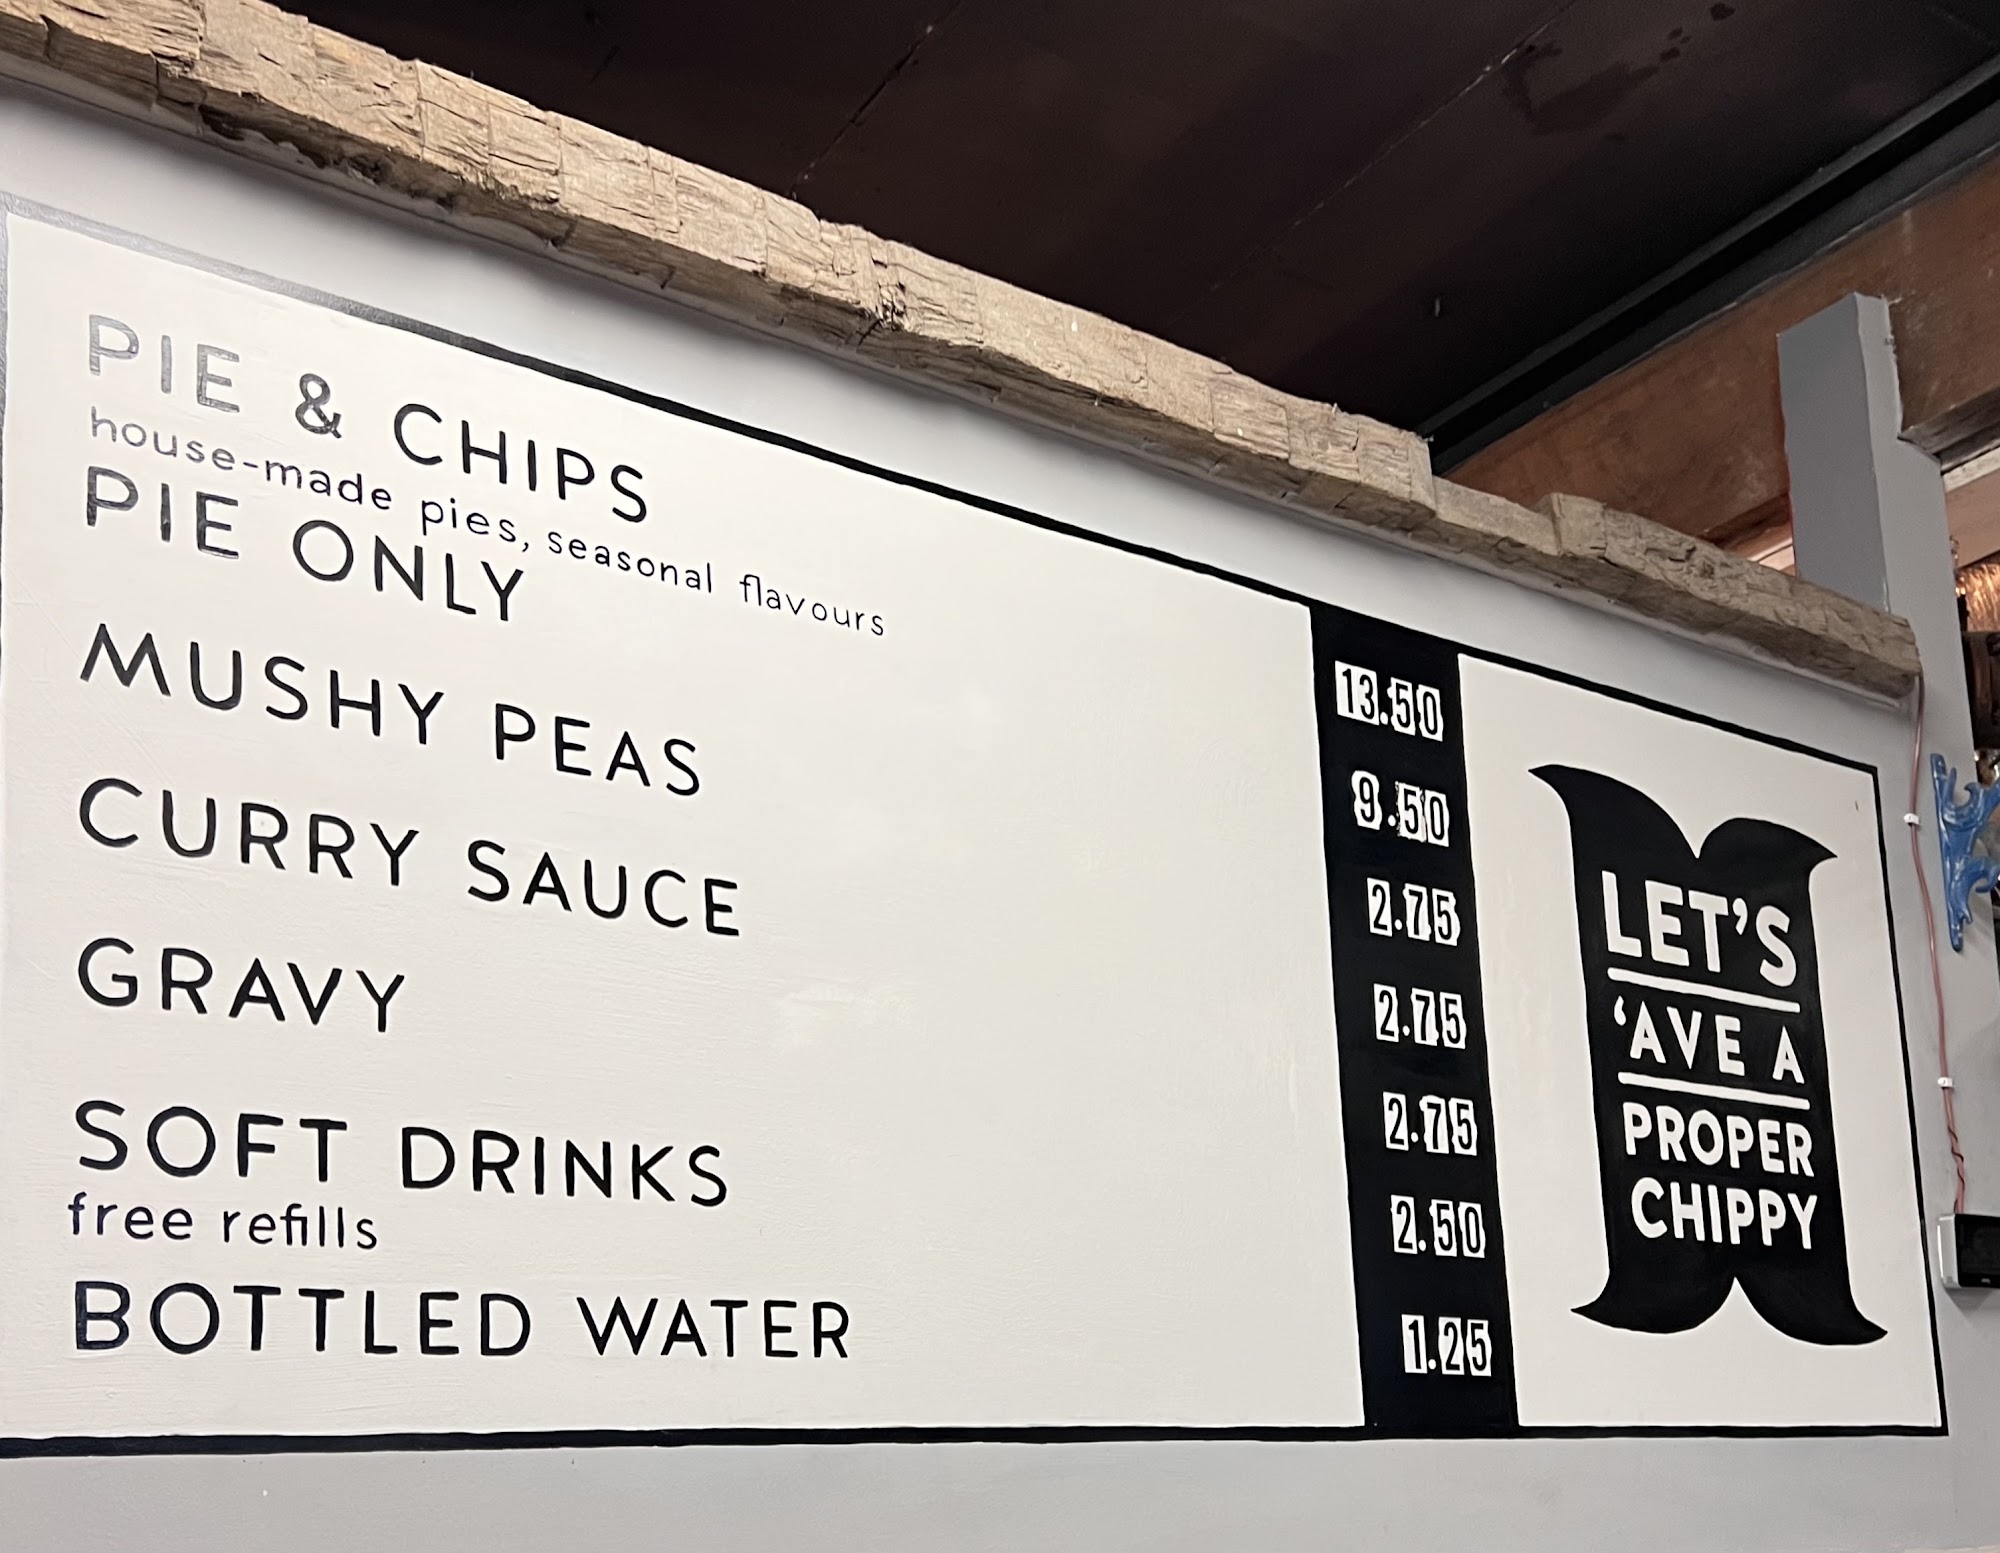 PIE & CHIPS 13.50
house-made pies, seasonal flavours
PIE ONLY 9.50
MUSHY PEAS 2.75
CURRY SAUCE 2.75
GRAVY 2.75
SOFT DRINKS 2.50
free refills
BOTTLED WATER 1.25
LET'S
'AVE A
PROPER
CHIPPY